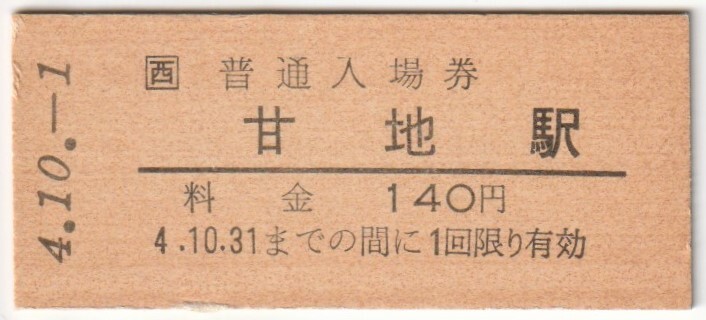 4.10.-1
西 普通入場券
甘地駅
料金 140円
4.10.31までの間に1回限り有効